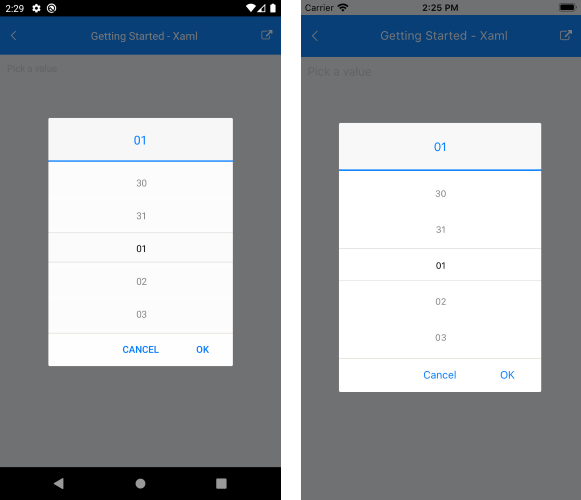 2:29
Getting Started - Xaml
Pick a value
01
30
31
01
02
03
CANCEL OK
Carrier 2:25 PM
Getting Started - Xaml
Pick a value
01
30
31
01
02
03
Cancel OK